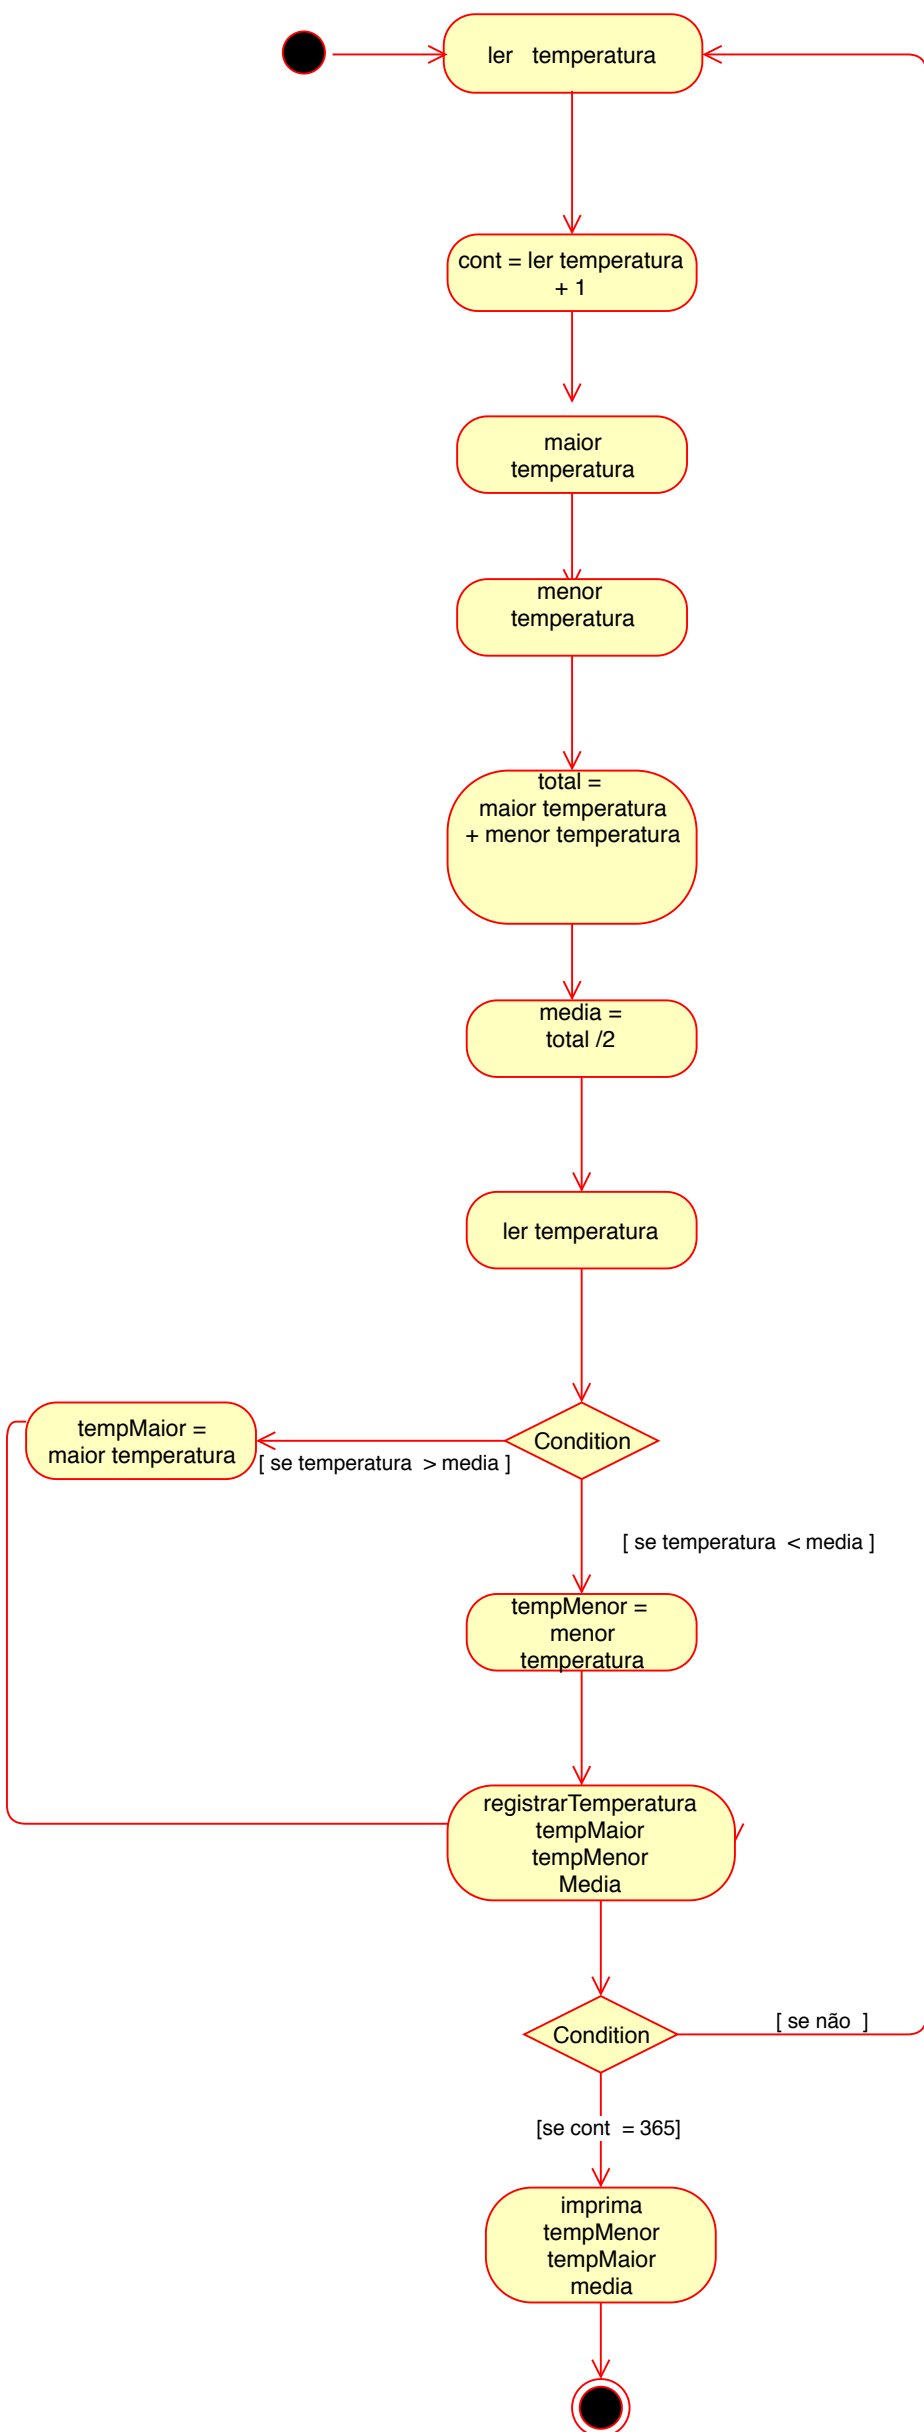 ler temperatura
cont = ler temperatura
+ 1
maior
temperatura
menor
temperatura
total =
maior temperatura
+ menor temperatura
media =
total /2
ler temperatura
Condition
tempMaior =
maior temperatura
[ se temperatura > media ]
[ se temperatura < media ]
tempMenor =
menor
temperatura
registrarTemperatura
tempMaior
tempMenor
Media
Condition
[ se não ]
[se cont = 365]
imprima
tempMenor
tempMaior
media